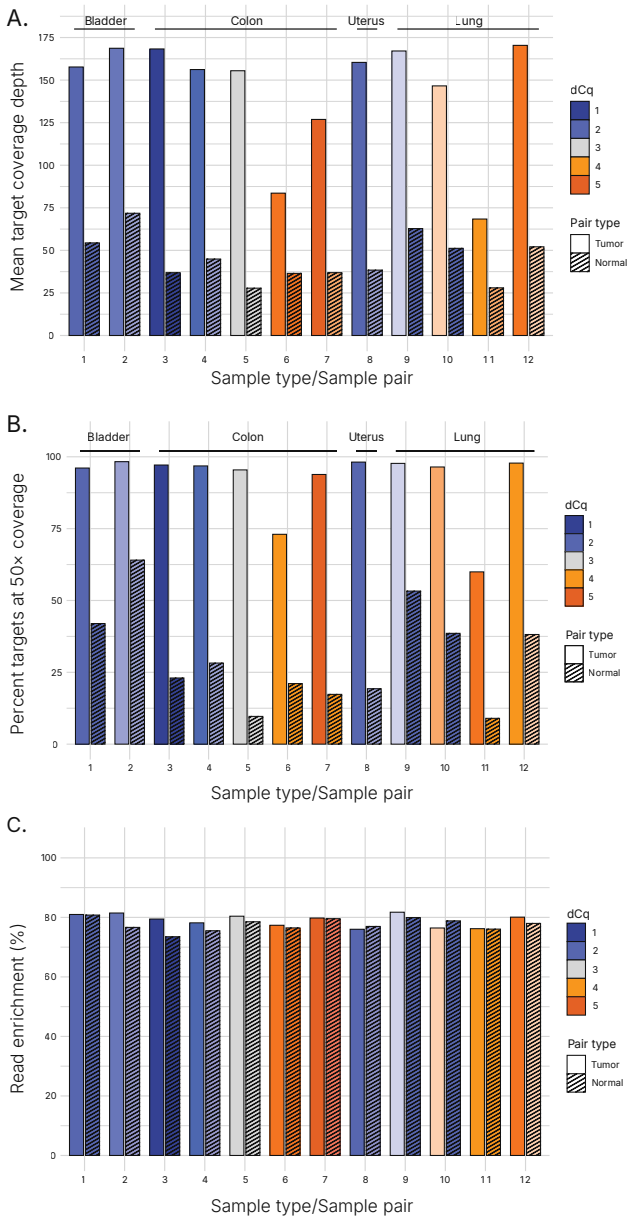 A.
Bladder Colon Uterus Lung
175
150
125
100
75
50
25
0
Mean target coverage depth
1 2 3 4 5 6 7 8 9 10 11 12
Sample type/Sample pair
dCq
1
2
3
4
5
Pair type
Tumor
Normal
B.
Bladder Colon Uterus Lung
100
75
50
25
0
Percent targets at 50× coverage
1 2 3 4 5 6 7 8 9 10 11 12
Sample type/Sample pair
dCq
1
2
3
4
5
Pair type
Tumor
Normal
C.
100
80
60
40
20
0
Read enrichment (%)
1 2 3 4 5 6 7 8 9 10 11 12
Sample type/Sample pair
dCq
1
2
3
4
5
Pair type
Tumor
Normal